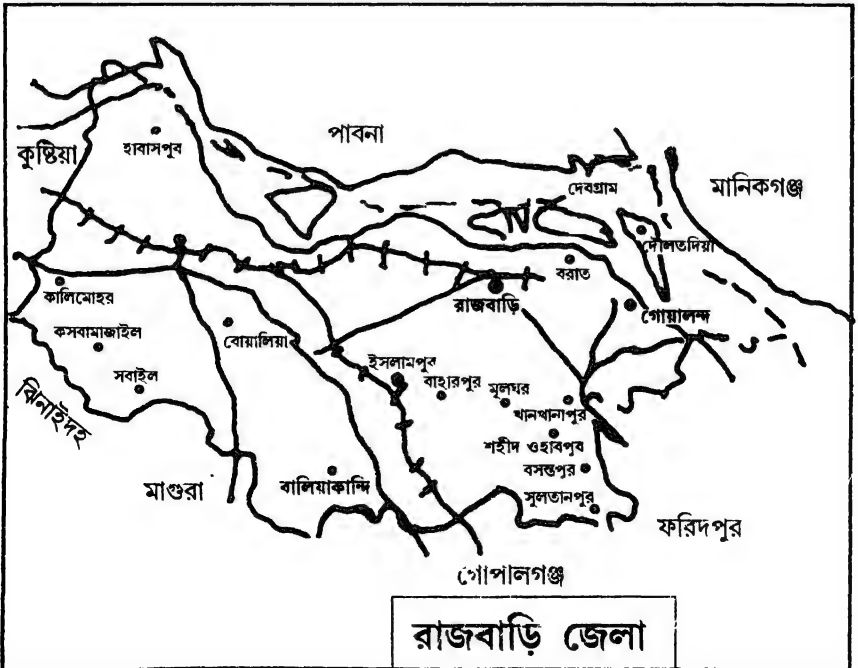 পাবনা
কুষ্টিয়া
হাবাসপুব
দেবগ্রাম
মানিকগঞ্জ
দৌলতদিয়া
বরাত
কালিমোহর
রাজবাড়ি
গোয়ালন্দ
কসবামাজাইল
বোয়ালিয়া
ইসলামপুর
সবাইল
বাহারপুর
মূলঘর
খানখানাপুর
ঝিনাইদহ
শহীদ ওহাবপুব
বসন্তপুর
মাগুরা
বালিয়াকান্দি
সুলতানপুর
ফরিদপুর
গোপালগঞ্জ
রাজবাড়ি জেলা